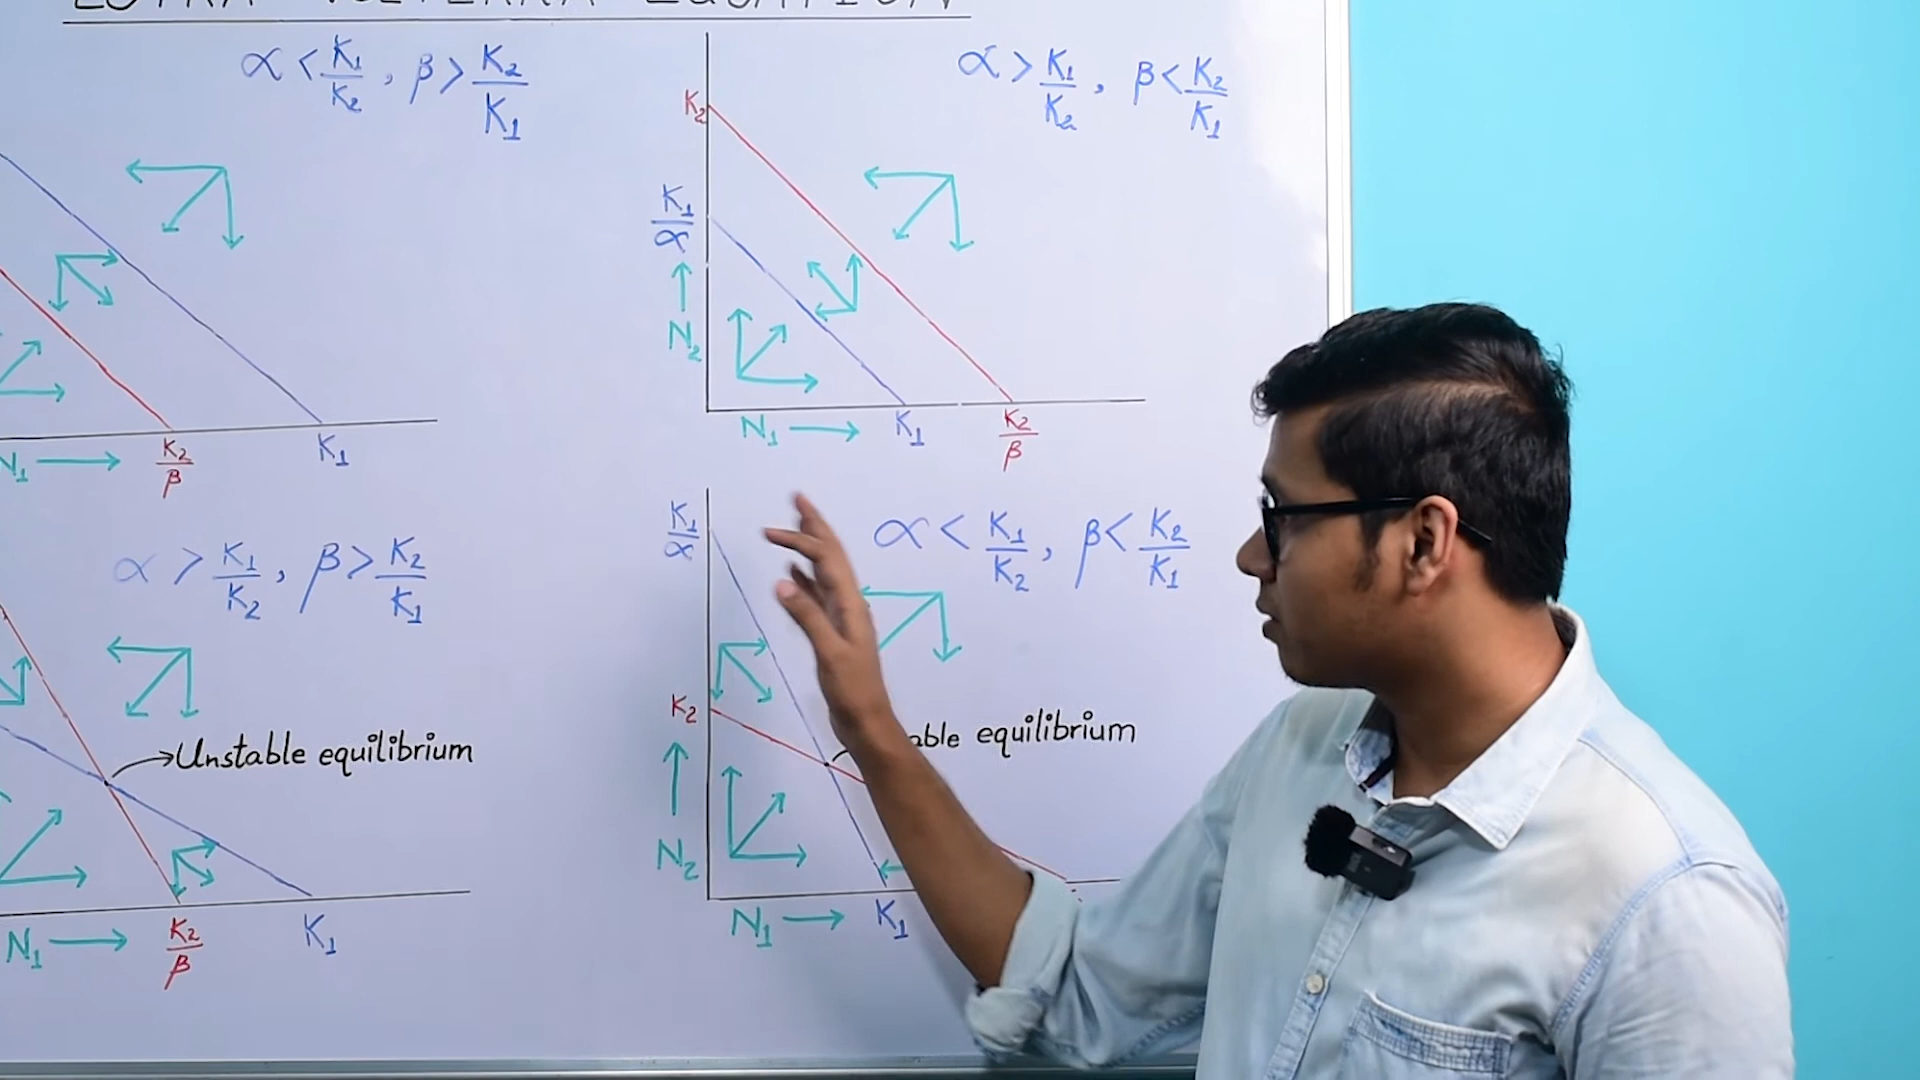 α < K₁/K₂, β > K₂/K₁
K₂/β
K₁
α > K₁/K₂, β < K₂/K₁
K₂
K₁/α
N₂
N₁
K₁
K₂/β
α > K₁/K₂, β > K₂/K₁
Unstable equilibrium
N₁
K₂/β
K₁
K₁/α
α < K₁/K₂, β < K₂/K₁
K₂
equilibrium
N₂
N₁
K₁